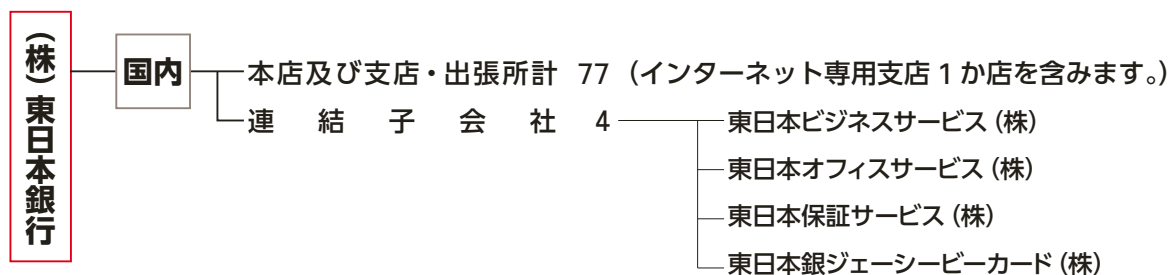 (株)東日本銀行
国内
本店及び支店・出張所計 77 (インターネット専用支店1か店を含みます。)
連結子会社 4
東日本ビジネスサービス(株)
東日本オフィスサービス(株)
東日本保証サービス(株)
東日本銀ジェーシービーカード(株)